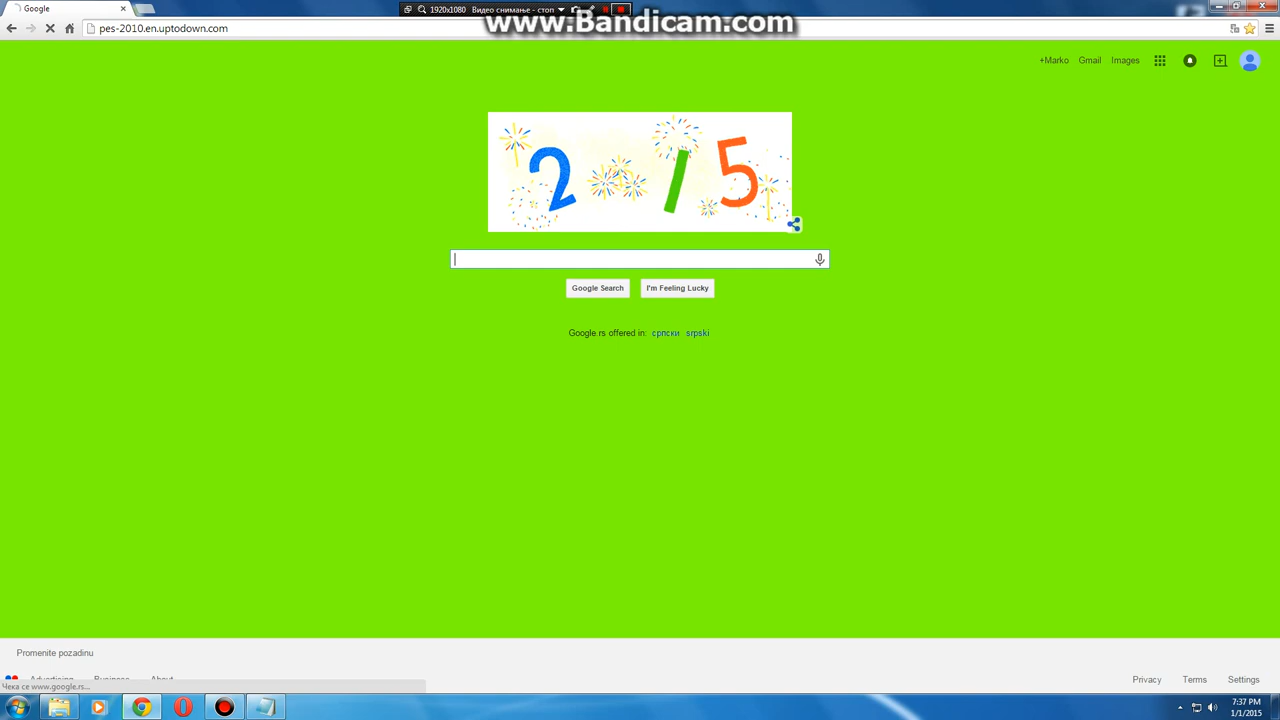 Google
1920x1080 Видео снимање - стоп
www.Bandicam.com
pes-2010.en.uptodown.com
+Marko Gmail Images
2 15
Google Search I'm Feeling Lucky
Google.rs offered in: српски srpski
Promenite pozadinu
Advertising Business About
Privacy Terms Settings
Чека се www.google.rs...
7:37 PM
1/1/2015